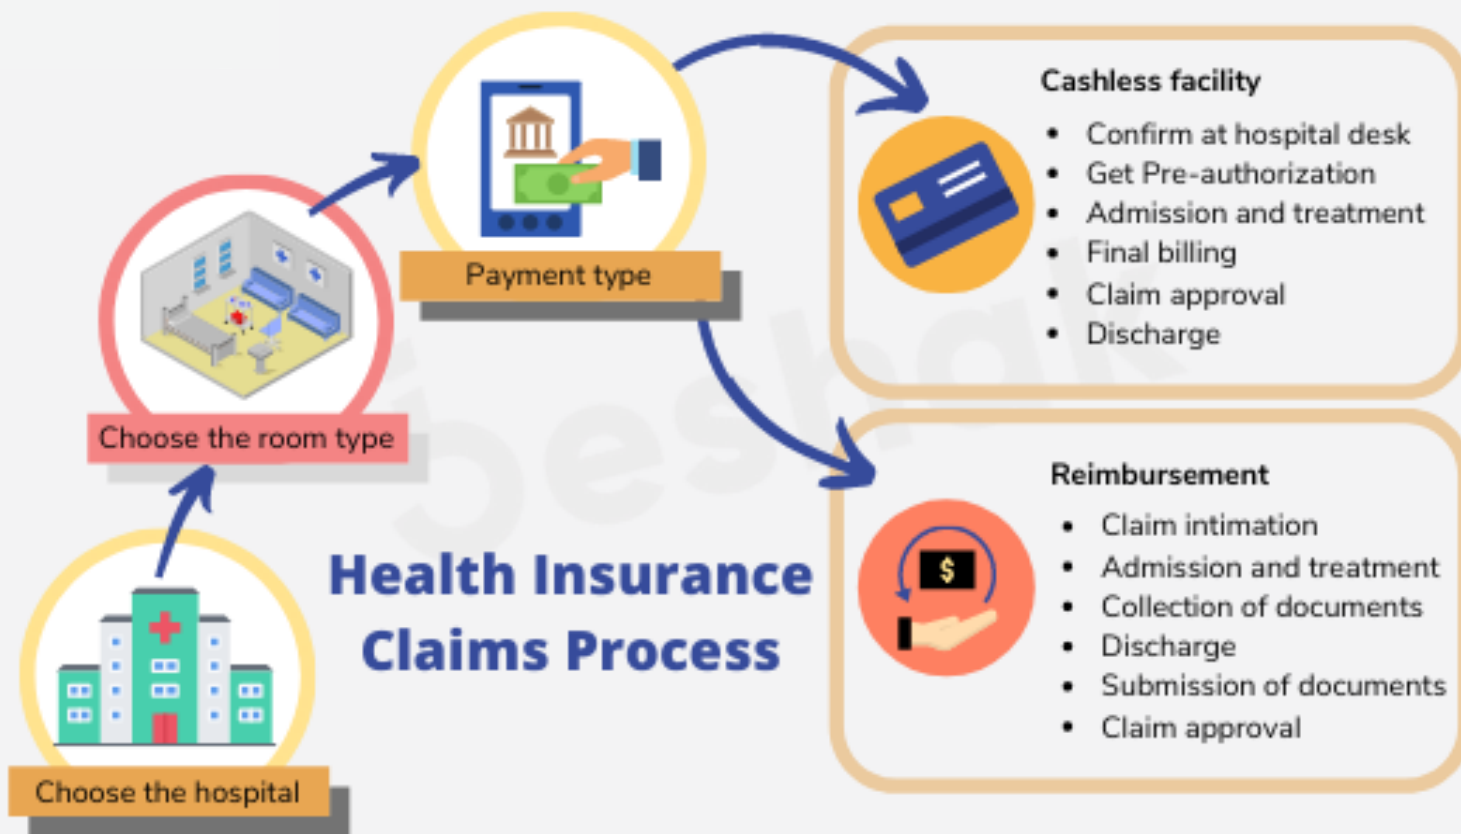 Cashless facility
• Confirm at hospital desk
• Get Pre-authorization
• Admission and treatment
• Final billing
• Claim approval
• Discharge
Payment type
Choose the room type
Reimbursement
• Claim intimation
• Admission and treatment
• Collection of documents
• Discharge
• Submission of documents
• Claim approval
$
Health Insurance
Claims Process
Choose the hospital
beshak